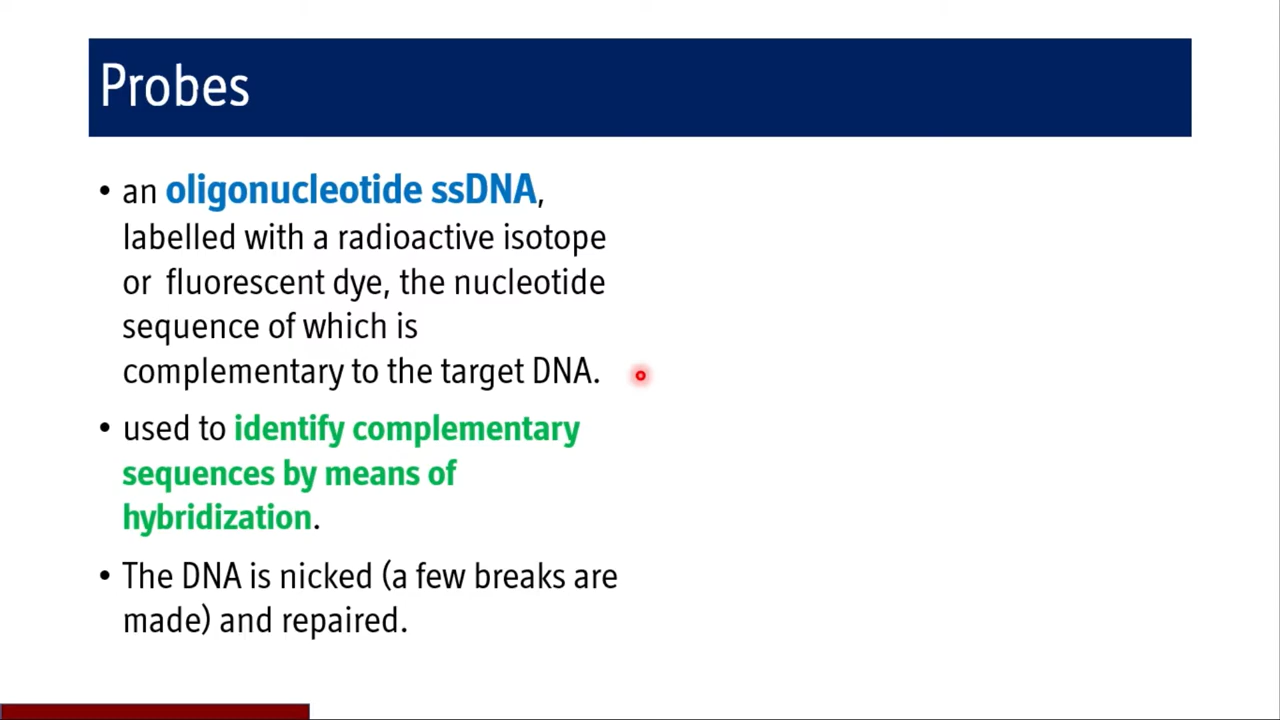 Probes
• an oligonucleotide ssDNA,
labelled with a radioactive isotope
or fluorescent dye, the nucleotide
sequence of which is
complementary to the target DNA.
• used to identify complementary
sequences by means of
hybridization.
• The DNA is nicked (a few breaks are
made) and repaired.